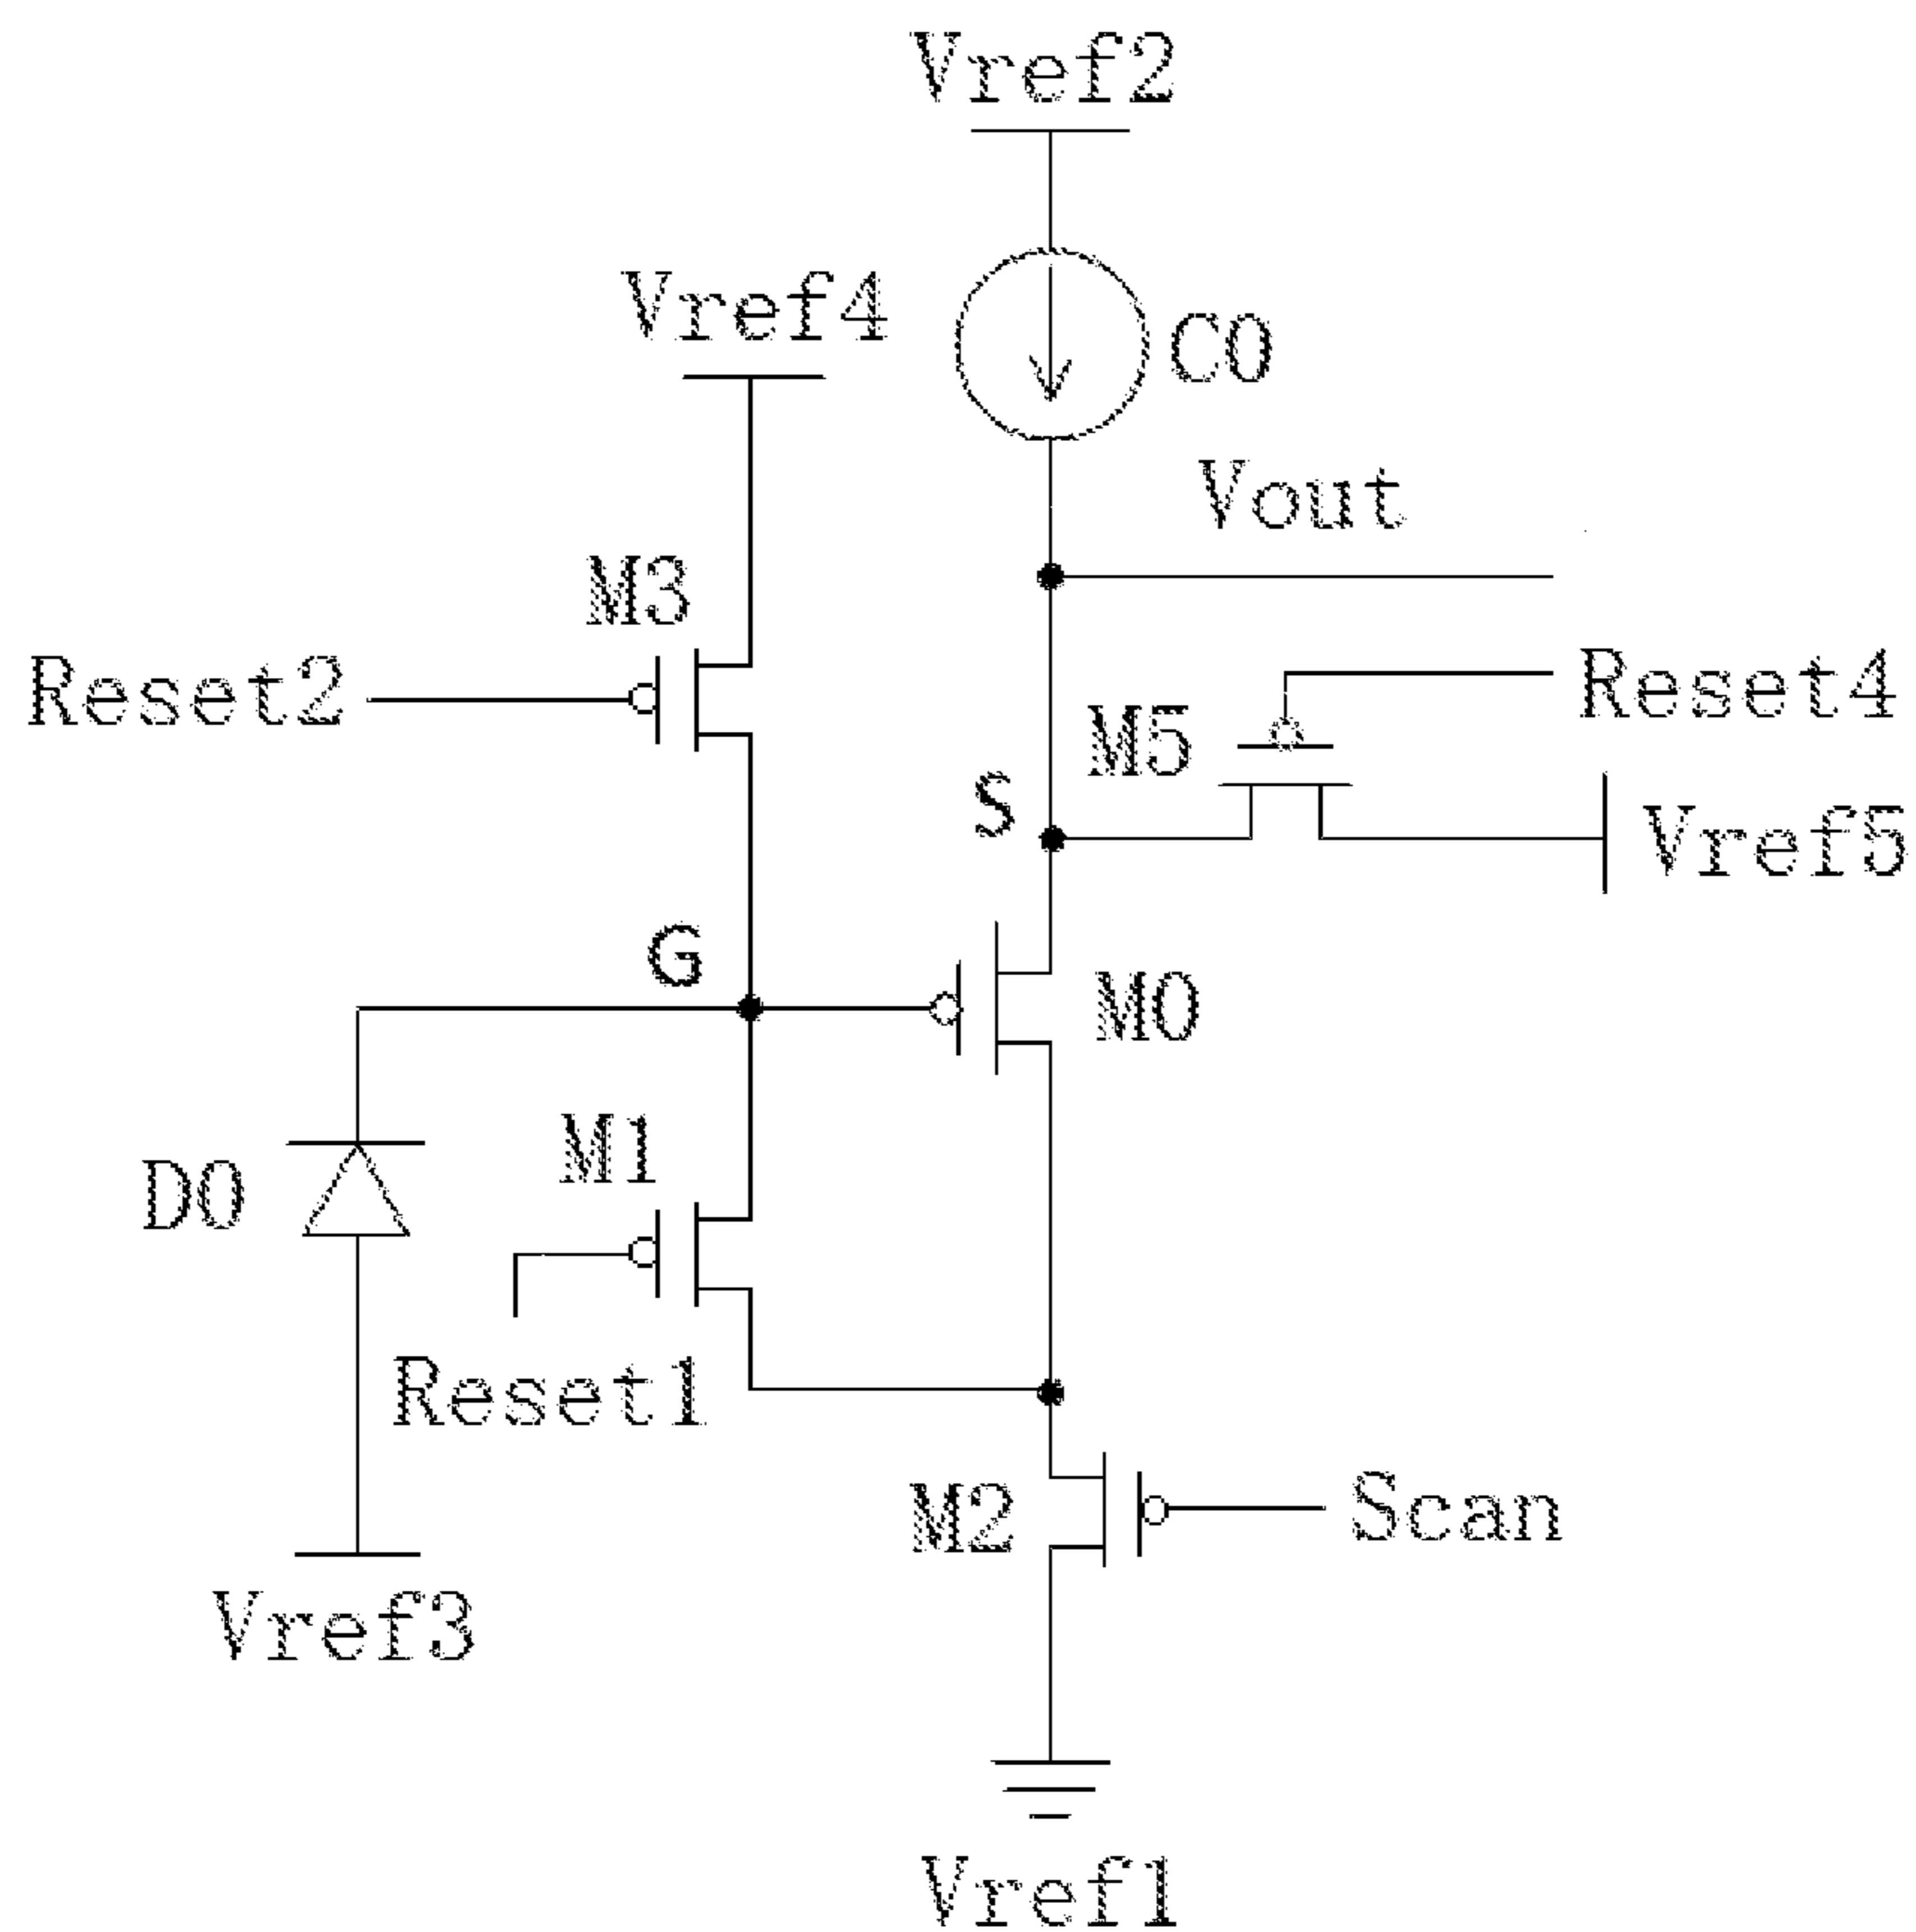 Vref2
Vref4
C0
Vout
M3
Reset2
Reset4
M5
S
Vref5
G
M0
M1
D0
Reset1
M2
Scan
Vref3
Vref1